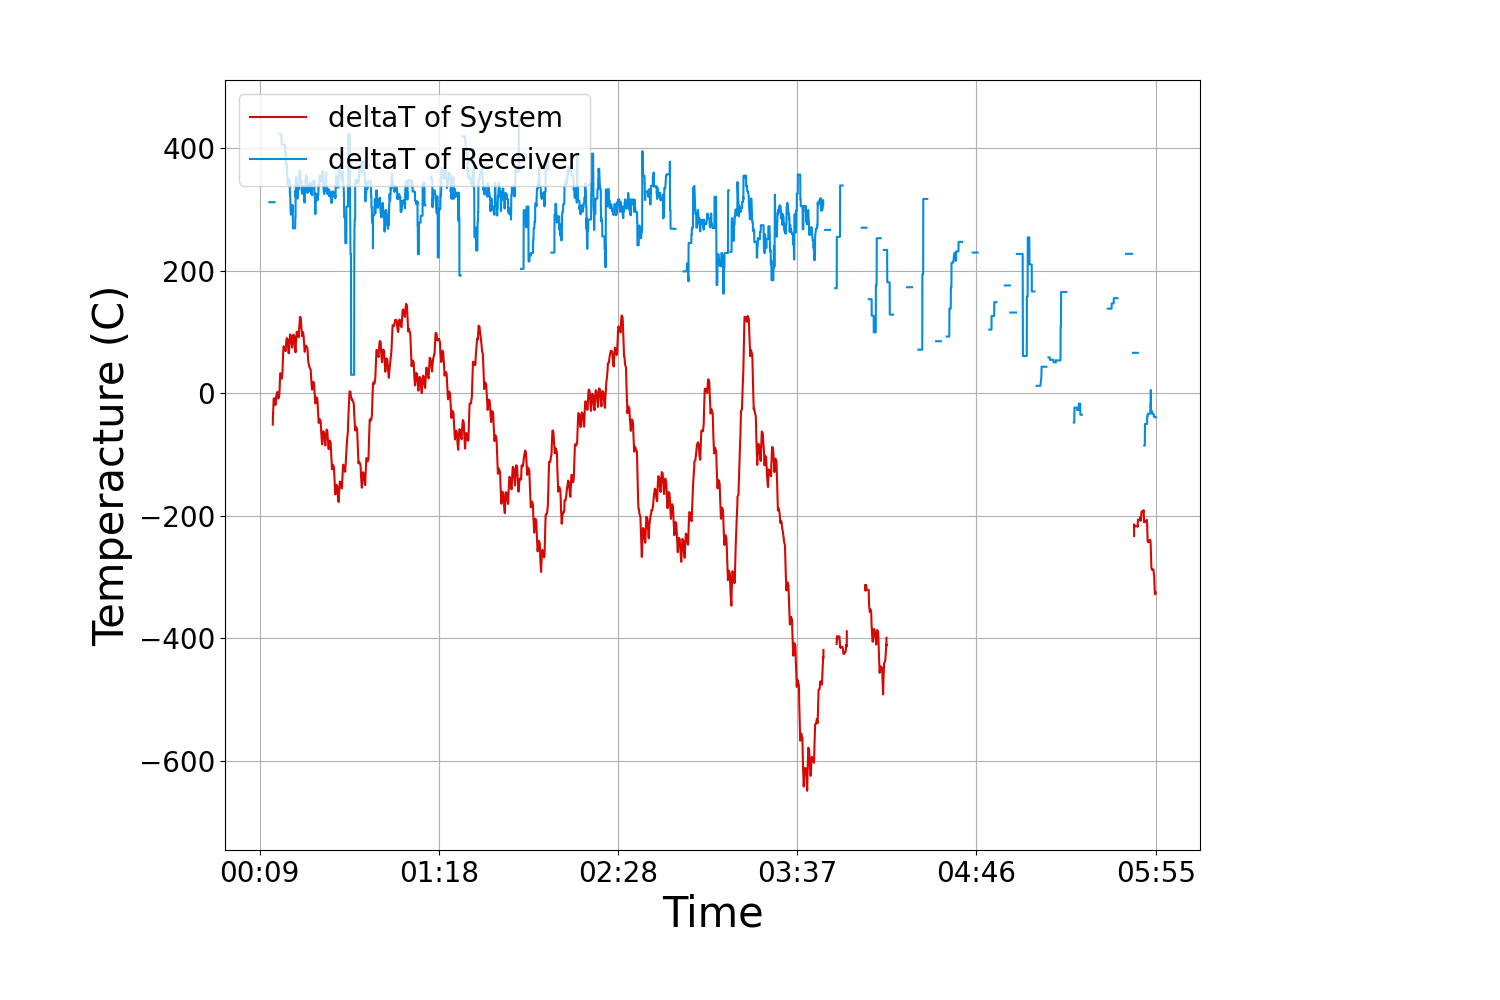 deltaT of System
deltaT of Receiver
400
200
0
−200
−400
−600
Temperacture (C)
00:09 01:18 02:28 03:37 04:46 05:55
Time